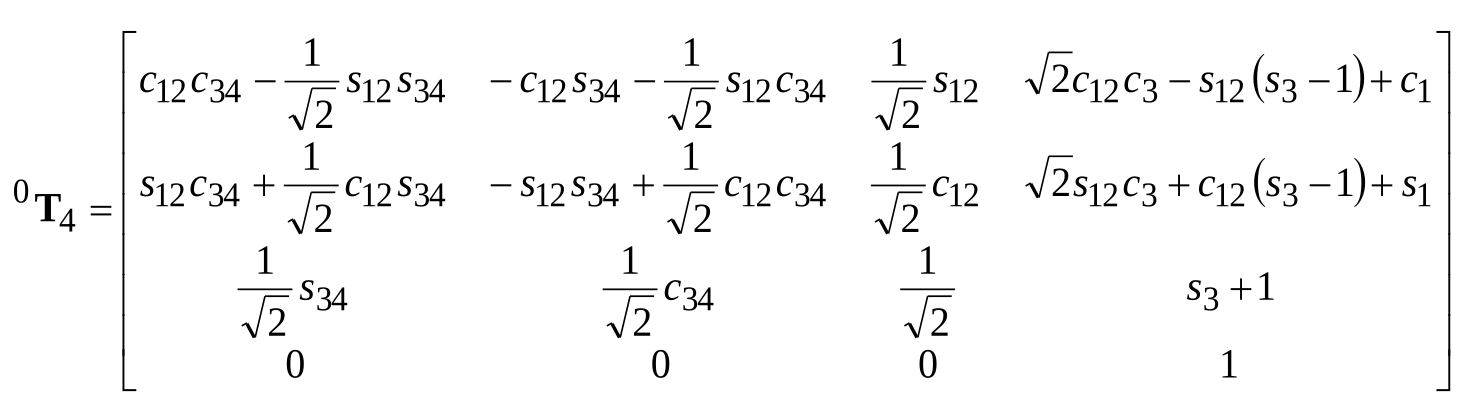 ⁰T₄ =
c₁₂c₃₄ − 1/√2 s₁₂s₃₄   − c₁₂s₃₄ − 1/√2 s₁₂c₃₄   1/√2 s₁₂   √2c₁₂c₃ − s₁₂(s₃ −1)+ c₁
s₁₂c₃₄ + 1/√2 c₁₂s₃₄   − s₁₂s₃₄ + 1/√2 c₁₂c₃₄   1/√2 c₁₂   √2s₁₂c₃ + c₁₂(s₃ −1)+ s₁
1/√2 s₃₄   1/√2 c₃₄   1/√2   s₃ +1
0   0   0   1